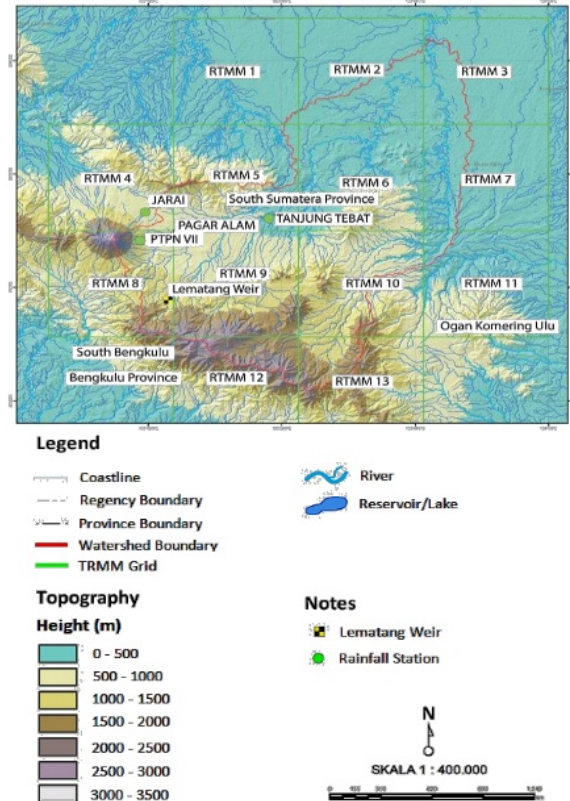 RTMM 1
RTMM 2
RTMM 3
RTMM 4
RTMM 5
RTMM 6
RTMM 7
South Sumatera Province
JARAI
PAGAR ALAM
TANJUNG TEBAT
PTPN VII
RTMM 8
RTMM 9
RTMM 10
RTMM 11
Lematang Weir
Ogan Komering Ulu
South Bengkulu
Bengkulu Province
RTMM 12
RTMM 13
Legend
Coastline
Regency Boundary
Province Boundary
Watershed Boundary
TRMM Grid
River
Reservoir/Lake
Topography
Height (m)
0 - 500
500 - 1000
1000 - 1500
1500 - 2000
2000 - 2500
2500 - 3000
3000 - 3500
Notes
Lematang Weir
Rainfall Station
N
SKALA 1 : 400.000